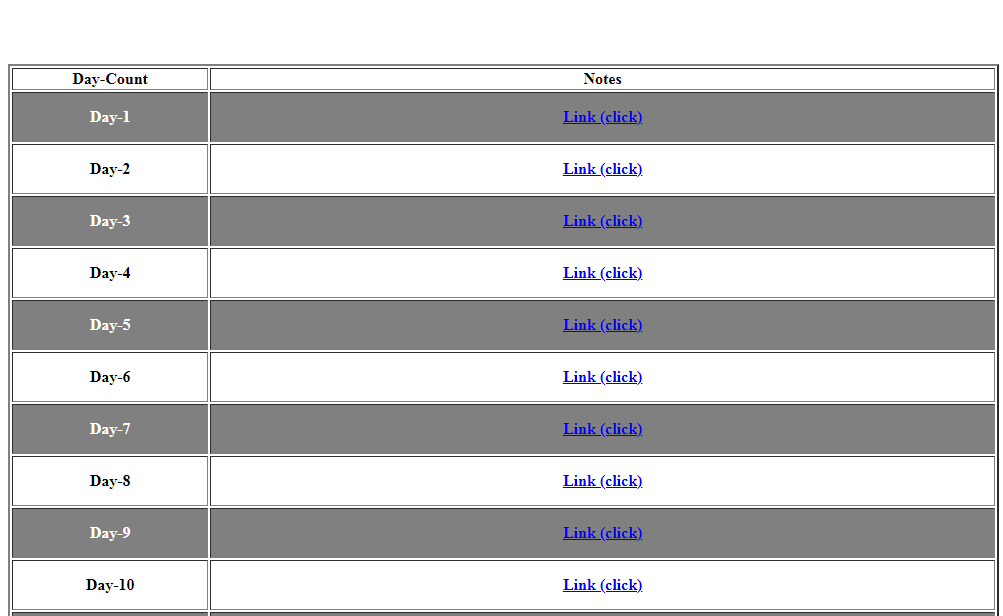 Day-Count Notes
Day-1 Link (click)
Day-2 Link (click)
Day-3 Link (click)
Day-4 Link (click)
Day-5 Link (click)
Day-6 Link (click)
Day-7 Link (click)
Day-8 Link (click)
Day-9 Link (click)
Day-10 Link (click)